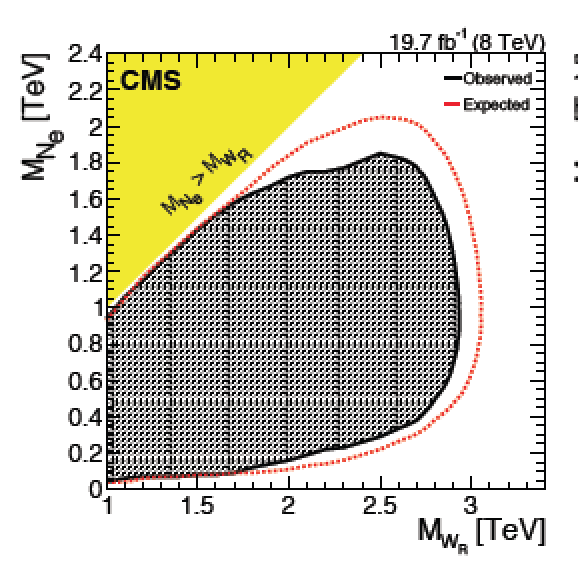 19.7 fb⁻¹ (8 TeV)
CMS
Observed
Expected
M_Ne > M_WR
M_Ne [TeV]
2.4
2.2
2
1.8
1.6
1.4
1.2
1
0.8
0.6
0.4
0.2
0
1 1.5 2 2.5 3
M_WR [TeV]